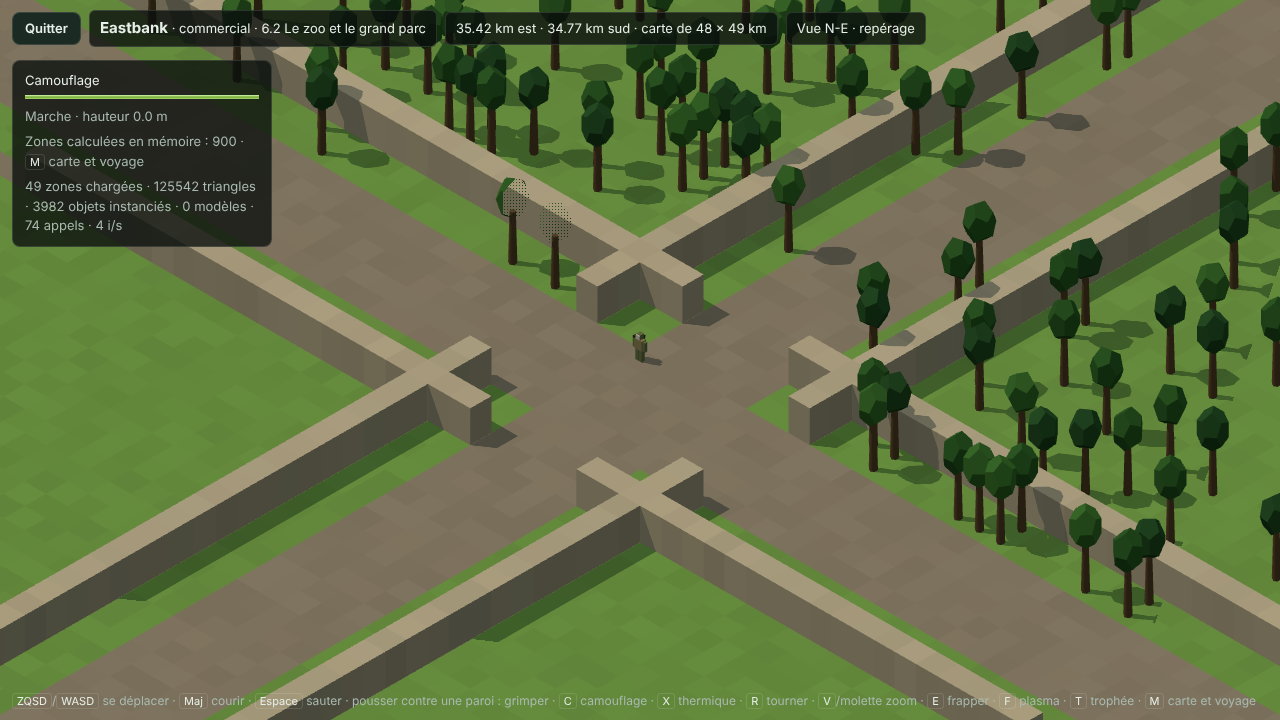 Quitter
Eastbank · commercial · 6.2 Le zoo et le grand parc
35.42 km est · 34.77 km sud · carte de 48 × 49 km
Vue N-E · repérage
Camouflage
Marche · hauteur 0.0 m
Zones calculées en mémoire : 900 ·
M carte et voyage
49 zones chargées · 125542 triangles
· 3982 objets instanciés · 0 modèles ·
74 appels · 4 i/s
ZQSD / WASD se déplacer · Maj courir · Espace sauter · pousser contre une paroi : grimper · C camouflage · X thermique · R tourner · V /molette zoom · E frapper · F plasma · T trophée · M carte et voyage